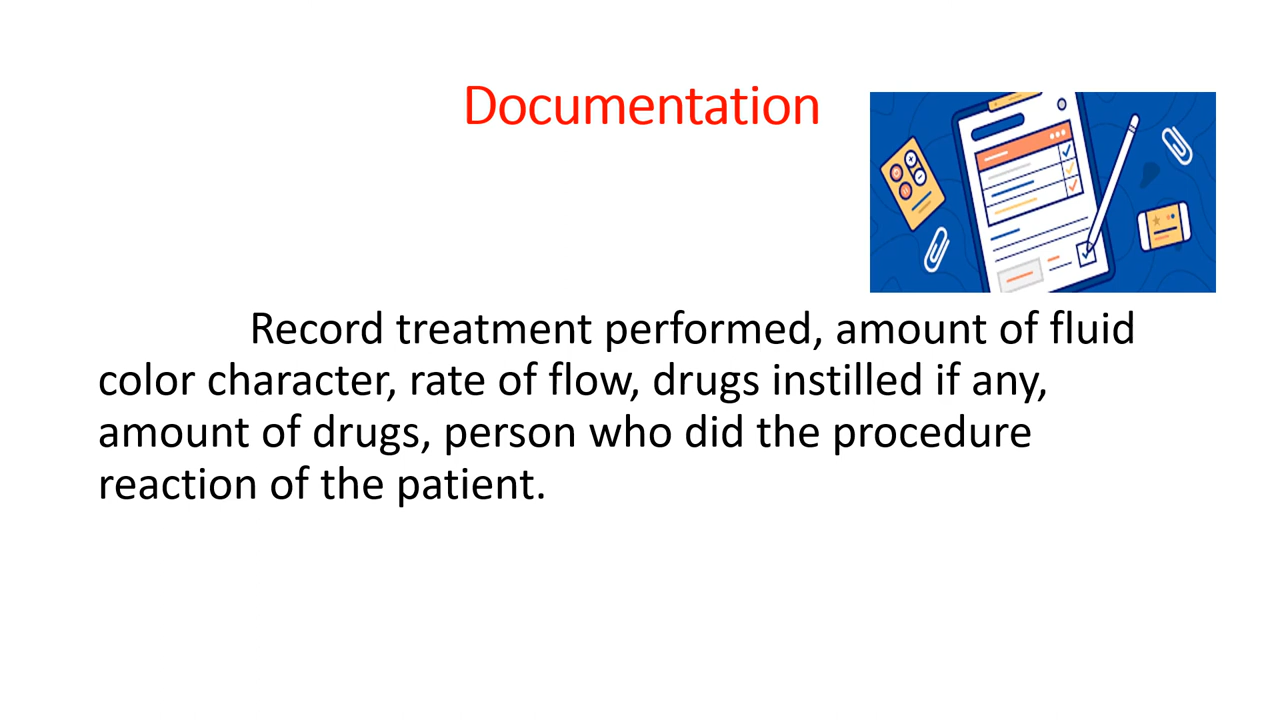 Documentation
Record treatment performed, amount of fluid
color character, rate of flow, drugs instilled if any,
amount of drugs, person who did the procedure
reaction of the patient.